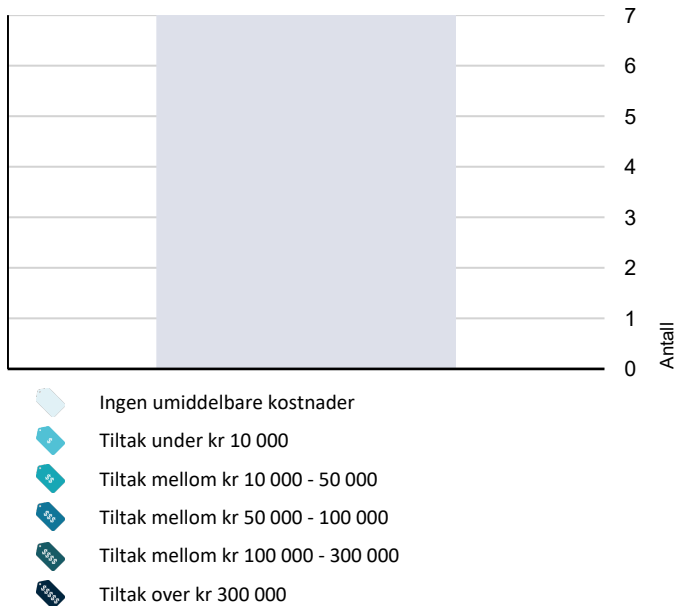 7
6
5
4
3
2
1
0
Antall
Ingen umiddelbare kostnader
$ Tiltak under kr 10 000
$$ Tiltak mellom kr 10 000 - 50 000
$$$ Tiltak mellom kr 50 000 - 100 000
$$$$ Tiltak mellom kr 100 000 - 300 000
$$$$$ Tiltak over kr 300 000